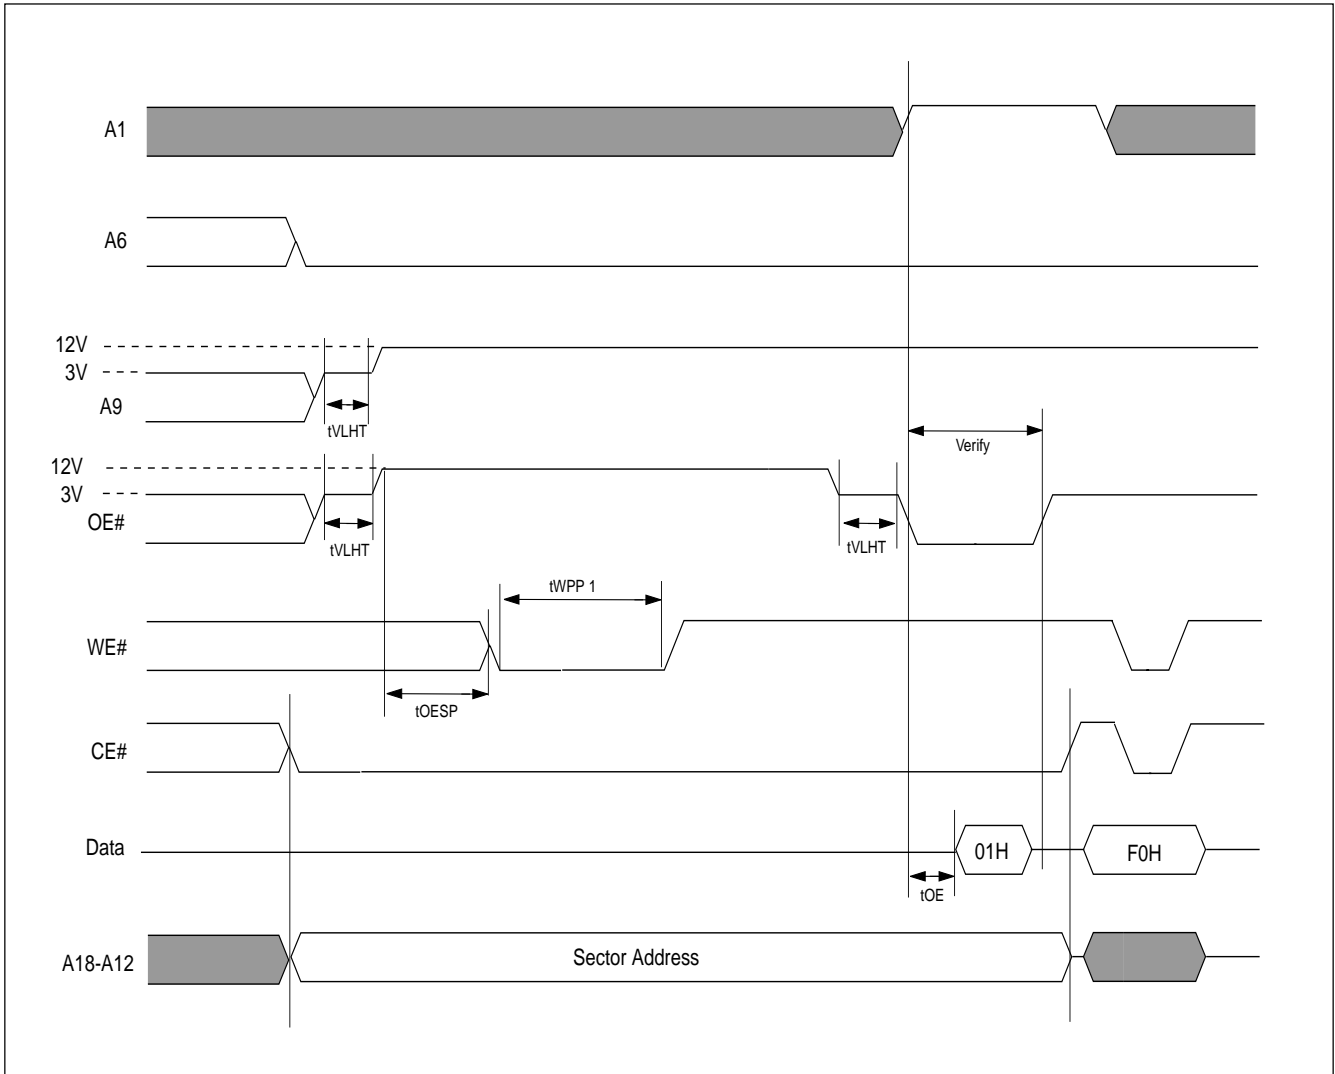 A1
A6
12V
3V
A9
tVLHT
Verify
12V
3V
OE#
tVLHT
tVLHT
tWPP 1
WE#
tOESP
CE#
Data
01H
F0H
tOE
A18-A12
Sector Address